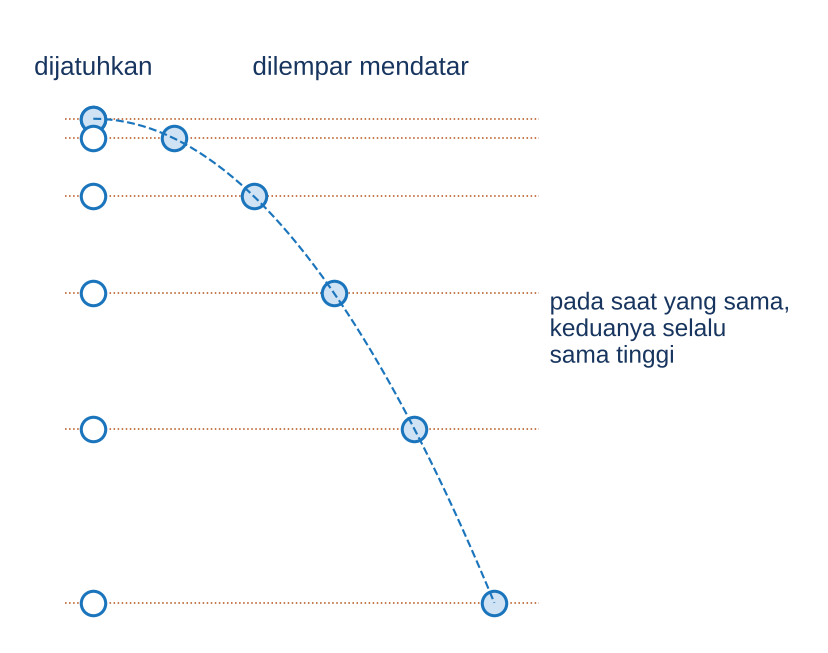 dijatuhkan
dilempar mendatar
pada saat yang sama,
keduanya selalu
sama tinggi